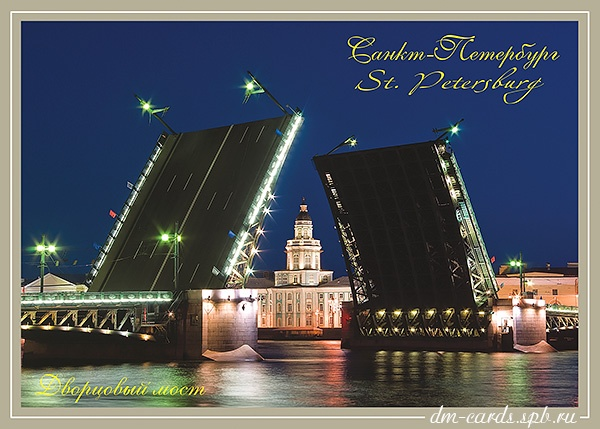 Санкт-Петербург
St. Petersburg
Дворцовый мост
dm-cards.spb.ru